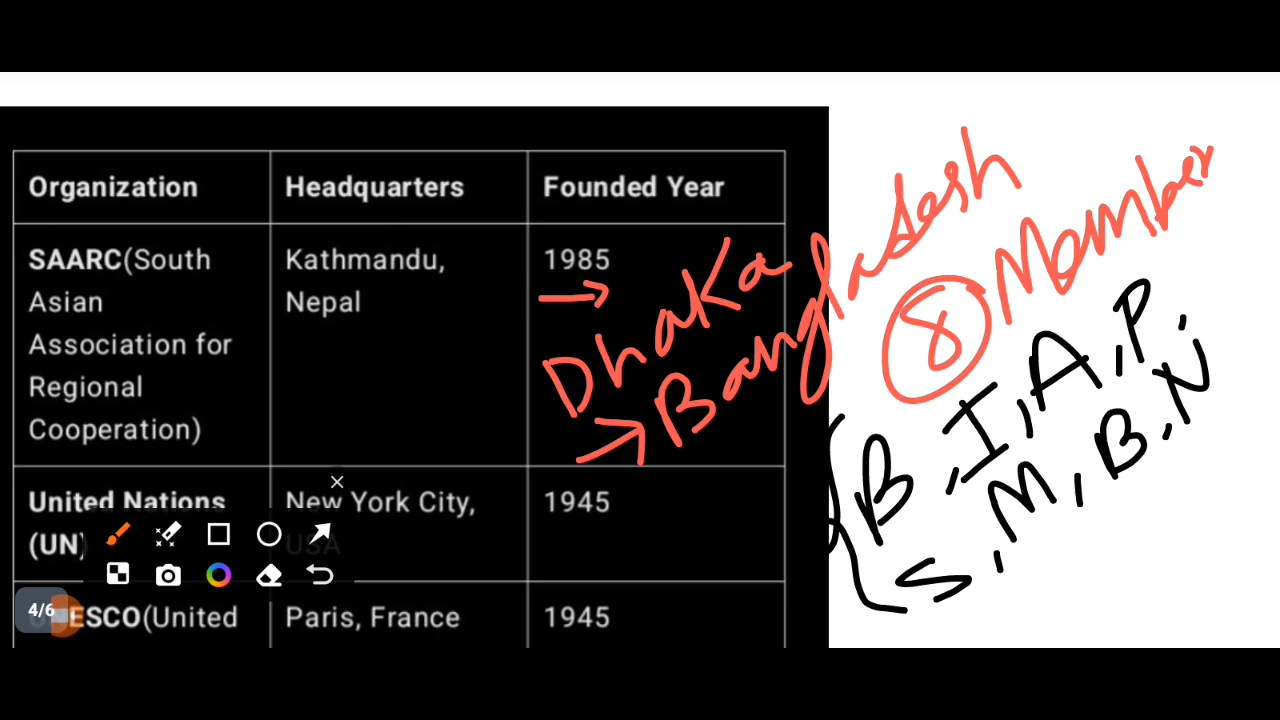 Organization Headquarters Founded Year
SAARC(South Kathmandu, 1985
Asian Nepal
Association for
Regional
Cooperation)
Dhaka
→ Bangladesh
8 Member
B, I, A, P,
S, M, B, N
United Nations New York City, 1945
(UN) USA
ESCO(United Paris, France 1945
4/6